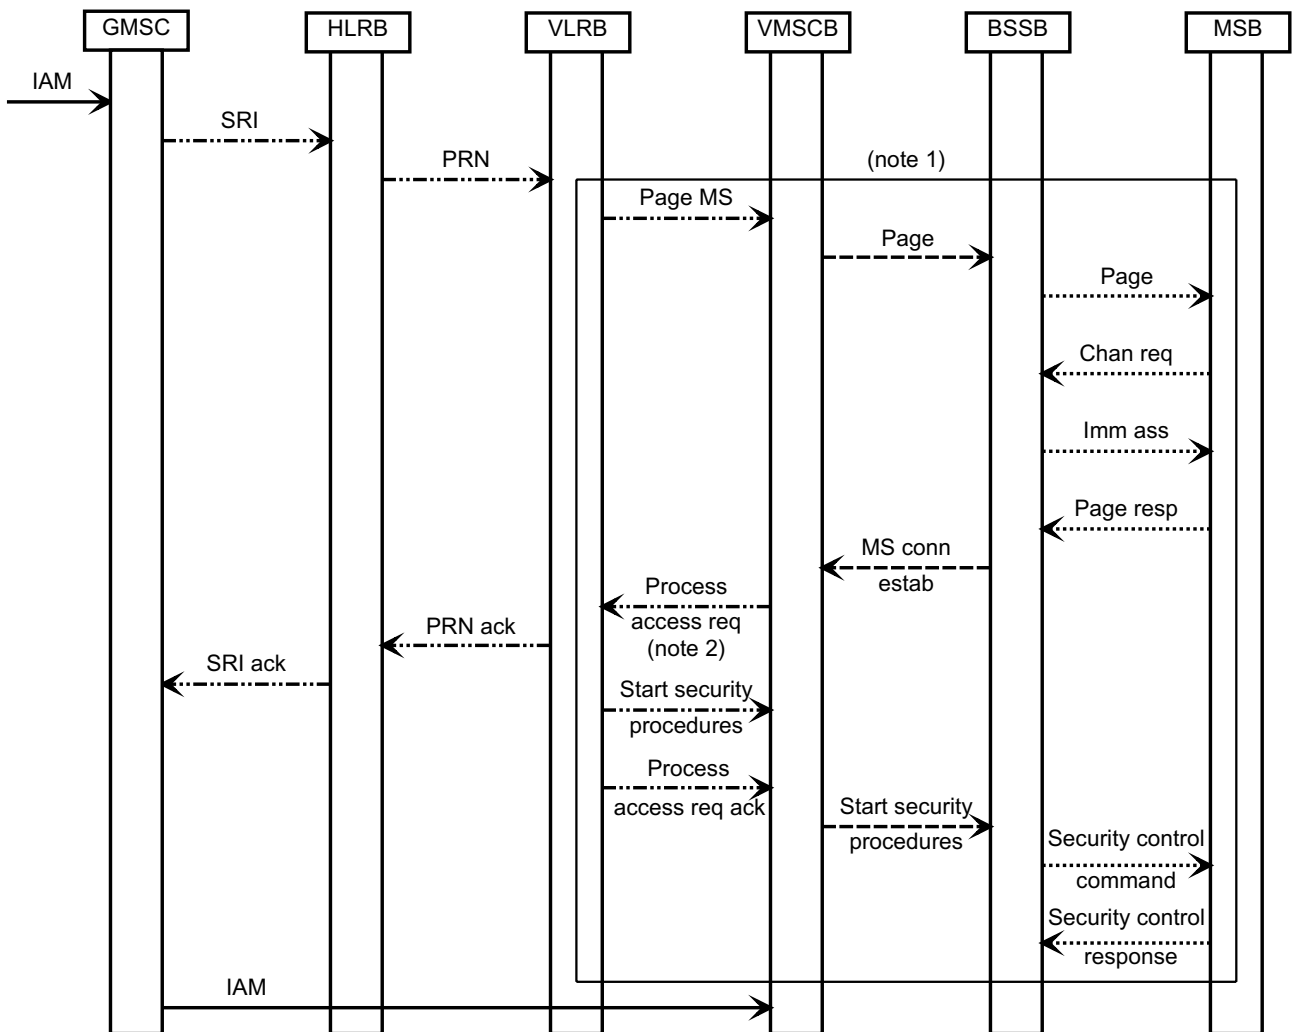 GMSC
HLRB
VLRB
VMSCB
BSSB
MSB
IAM
SRI
PRN
(note 1)
Page MS
Page
Page
Chan req
Imm ass
Page resp
MS conn
estab
Process
access req
(note 2)
PRN ack
SRI ack
Start security
procedures
Process
access req ack
Start security
procedures
Security control
command
Security control
response
IAM